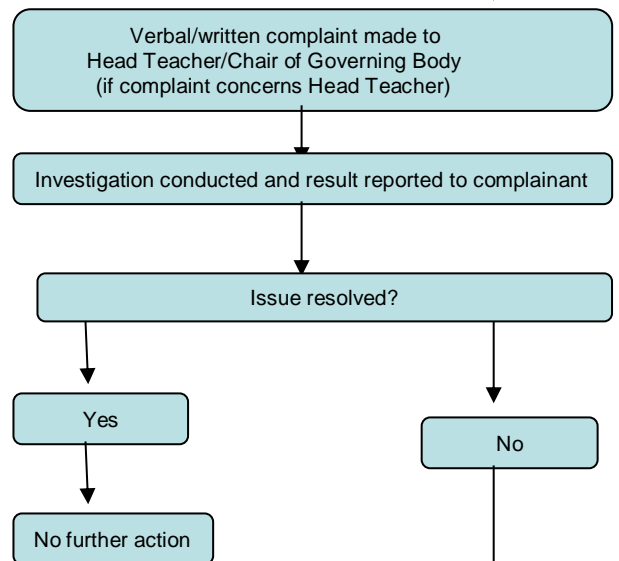 Verbal/written complaint made to
Head Teacher/Chair of Governing Body
(if complaint concerns Head Teacher)
Investigation conducted and result reported to complainant
Issue resolved?
Yes
No
No further action